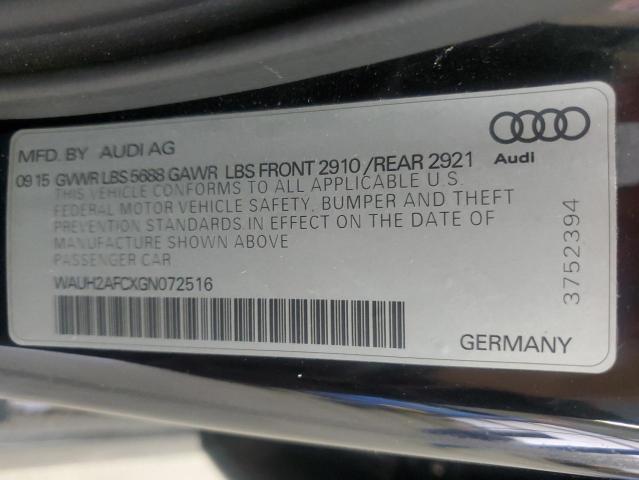 MFD. BY AUDI AG
09 15 GVWR LBS 5688 GAWR LBS FRONT 2910 /REAR 2921
THIS VEHICLE CONFORMS TO ALL APPLICABLE U.S.
FEDERAL MOTOR VEHICLE SAFETY, BUMPER AND THEFT
PREVENTION STANDARDS IN EFFECT ON THE DATE OF
MANUFACTURE SHOWN ABOVE
PASSENGER CAR
WAUH2AFCXGN072516
Audi
3752394
GERMANY